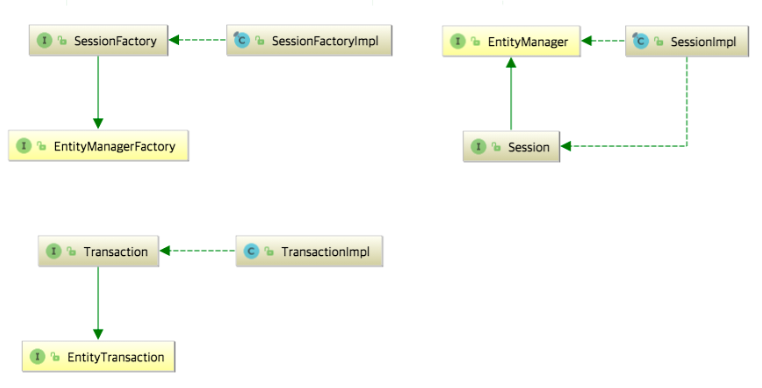 I SessionFactory
C SessionFactoryImpl
I EntityManager
C SessionImpl
I EntityManagerFactory
I Session
I Transaction
C TransactionImpl
I EntityTransaction